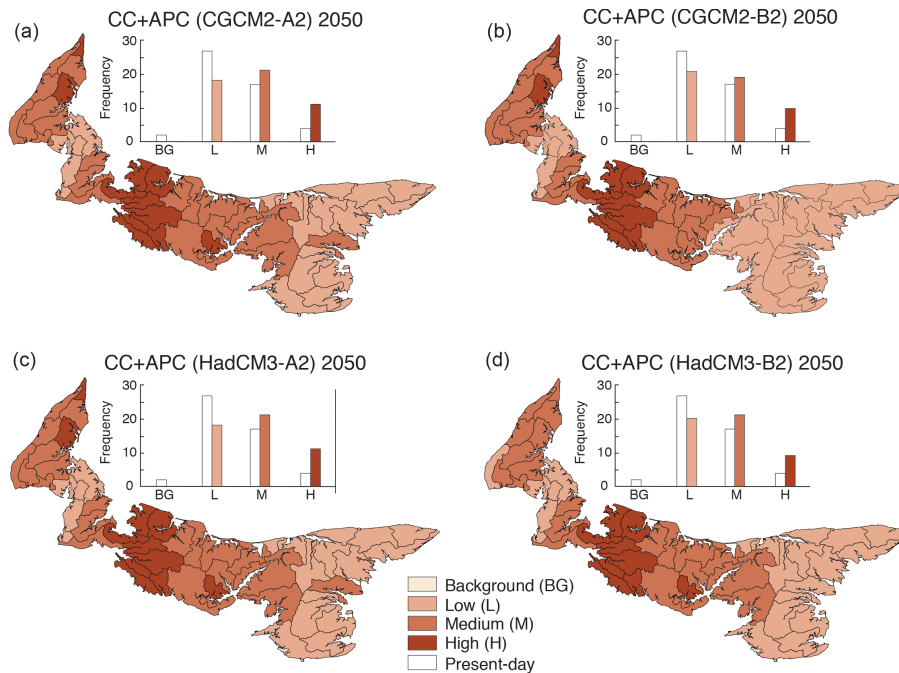 (a)
CC+APC (CGCM2-A2) 2050
Frequency
30
20
10
0
BG
L
M
H
(b)
CC+APC (CGCM2-B2) 2050
Frequency
30
20
10
0
BG
L
M
H
(c)
CC+APC (HadCM3-A2) 2050
Frequency
30
20
10
0
BG
L
M
H
(d)
CC+APC (HadCM3-B2) 2050
Frequency
30
20
10
0
BG
L
M
H
Background (BG)
Low (L)
Medium (M)
High (H)
Present-day